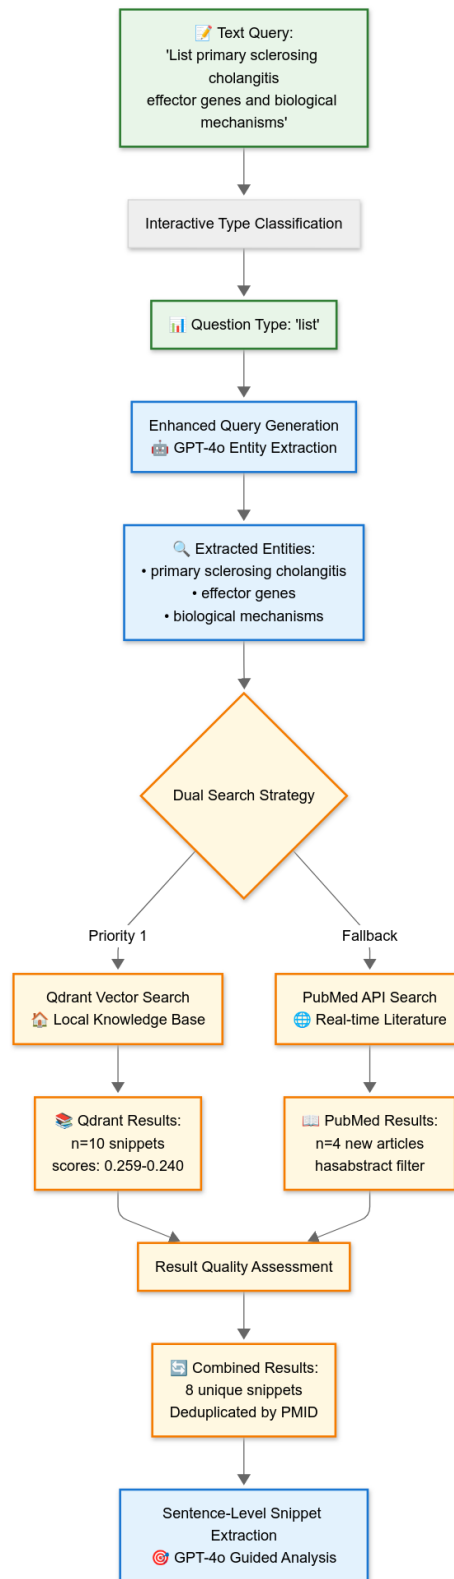 📝 Text Query:
'List primary sclerosing
cholangitis
effector genes and biological
mechanisms'
Interactive Type Classification
📊 Question Type: 'list'
Enhanced Query Generation
🤖 GPT-4o Entity Extraction
🔍 Extracted Entities:
• primary sclerosing cholangitis
• effector genes
• biological mechanisms
Dual Search Strategy
Priority 1
Fallback
Qdrant Vector Search
🏠 Local Knowledge Base
PubMed API Search
🌐 Real-time Literature
📚 Qdrant Results:
n=10 snippets
scores: 0.259-0.240
📖 PubMed Results:
n=4 new articles
hasabstract filter
Result Quality Assessment
🔄 Combined Results:
8 unique snippets
Deduplicated by PMID
Sentence-Level Snippet
Extraction
🎯 GPT-4o Guided Analysis